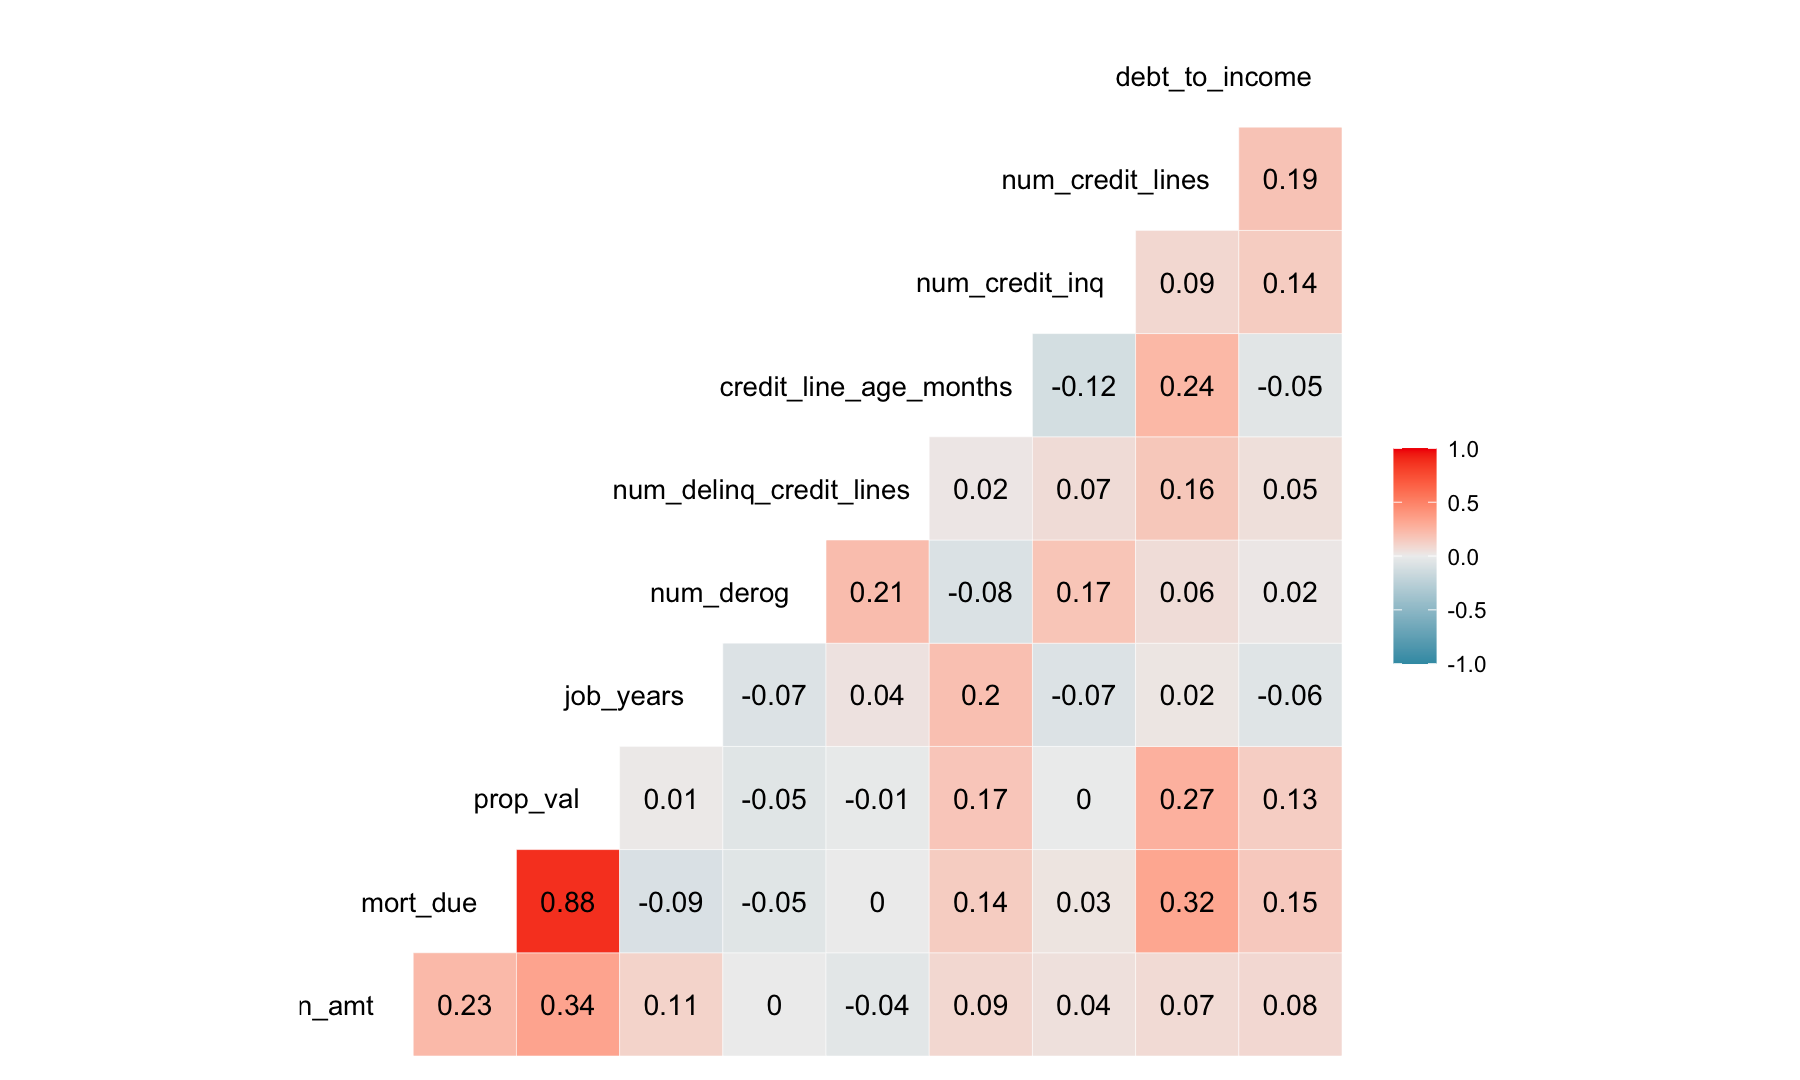 debt_to_income
num_credit_lines 0.19
num_credit_inq 0.09 0.14
credit_line_age_months -0.12 0.24 -0.05
num_delinq_credit_lines 0.02 0.07 0.16 0.05
num_derog 0.21 -0.08 0.17 0.06 0.02
job_years -0.07 0.04 0.2 -0.07 0.02 -0.06
prop_val 0.01 -0.05 -0.01 0.17 0 0.27 0.13
mort_due 0.88 -0.09 -0.05 0 0.14 0.03 0.32 0.15
n_amt 0.23 0.34 0.11 0 -0.04 0.09 0.04 0.07 0.08
1.0
0.5
0.0
-0.5
-1.0